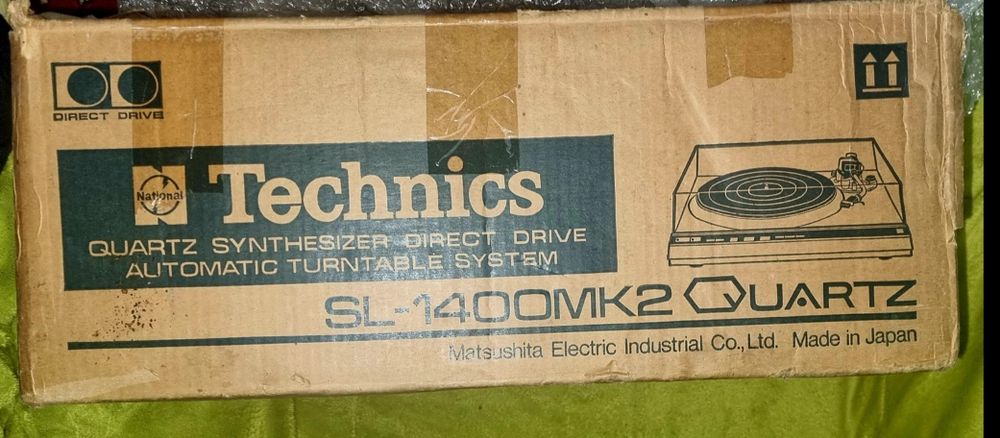 DIRECT DRIVE
National Technics
QUARTZ SYNTHESIZER DIRECT DRIVE
AUTOMATIC TURNTABLE SYSTEM
SL-1400MK2 QUARTZ
Matsushita Electric Industrial Co., Ltd. Made in Japan